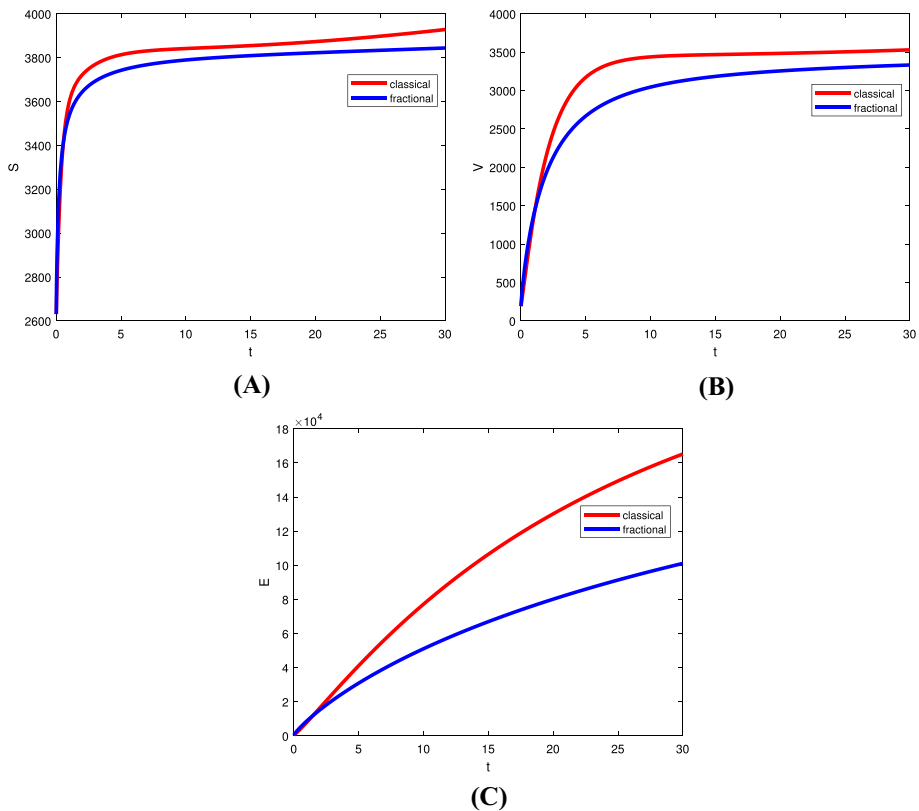 4000
3800
3600
3400
3200
3000
2800
2600
S
0 5 10 15 20 25 30
t
classical
fractional
(A)
4000
3500
3000
2500
2000
1500
1000
500
0
V
0 5 10 15 20 25 30
t
classical
fractional
(B)
×10^4
18
16
14
12
10
8
6
4
2
0
E
0 5 10 15 20 25 30
t
classical
fractional
(C)